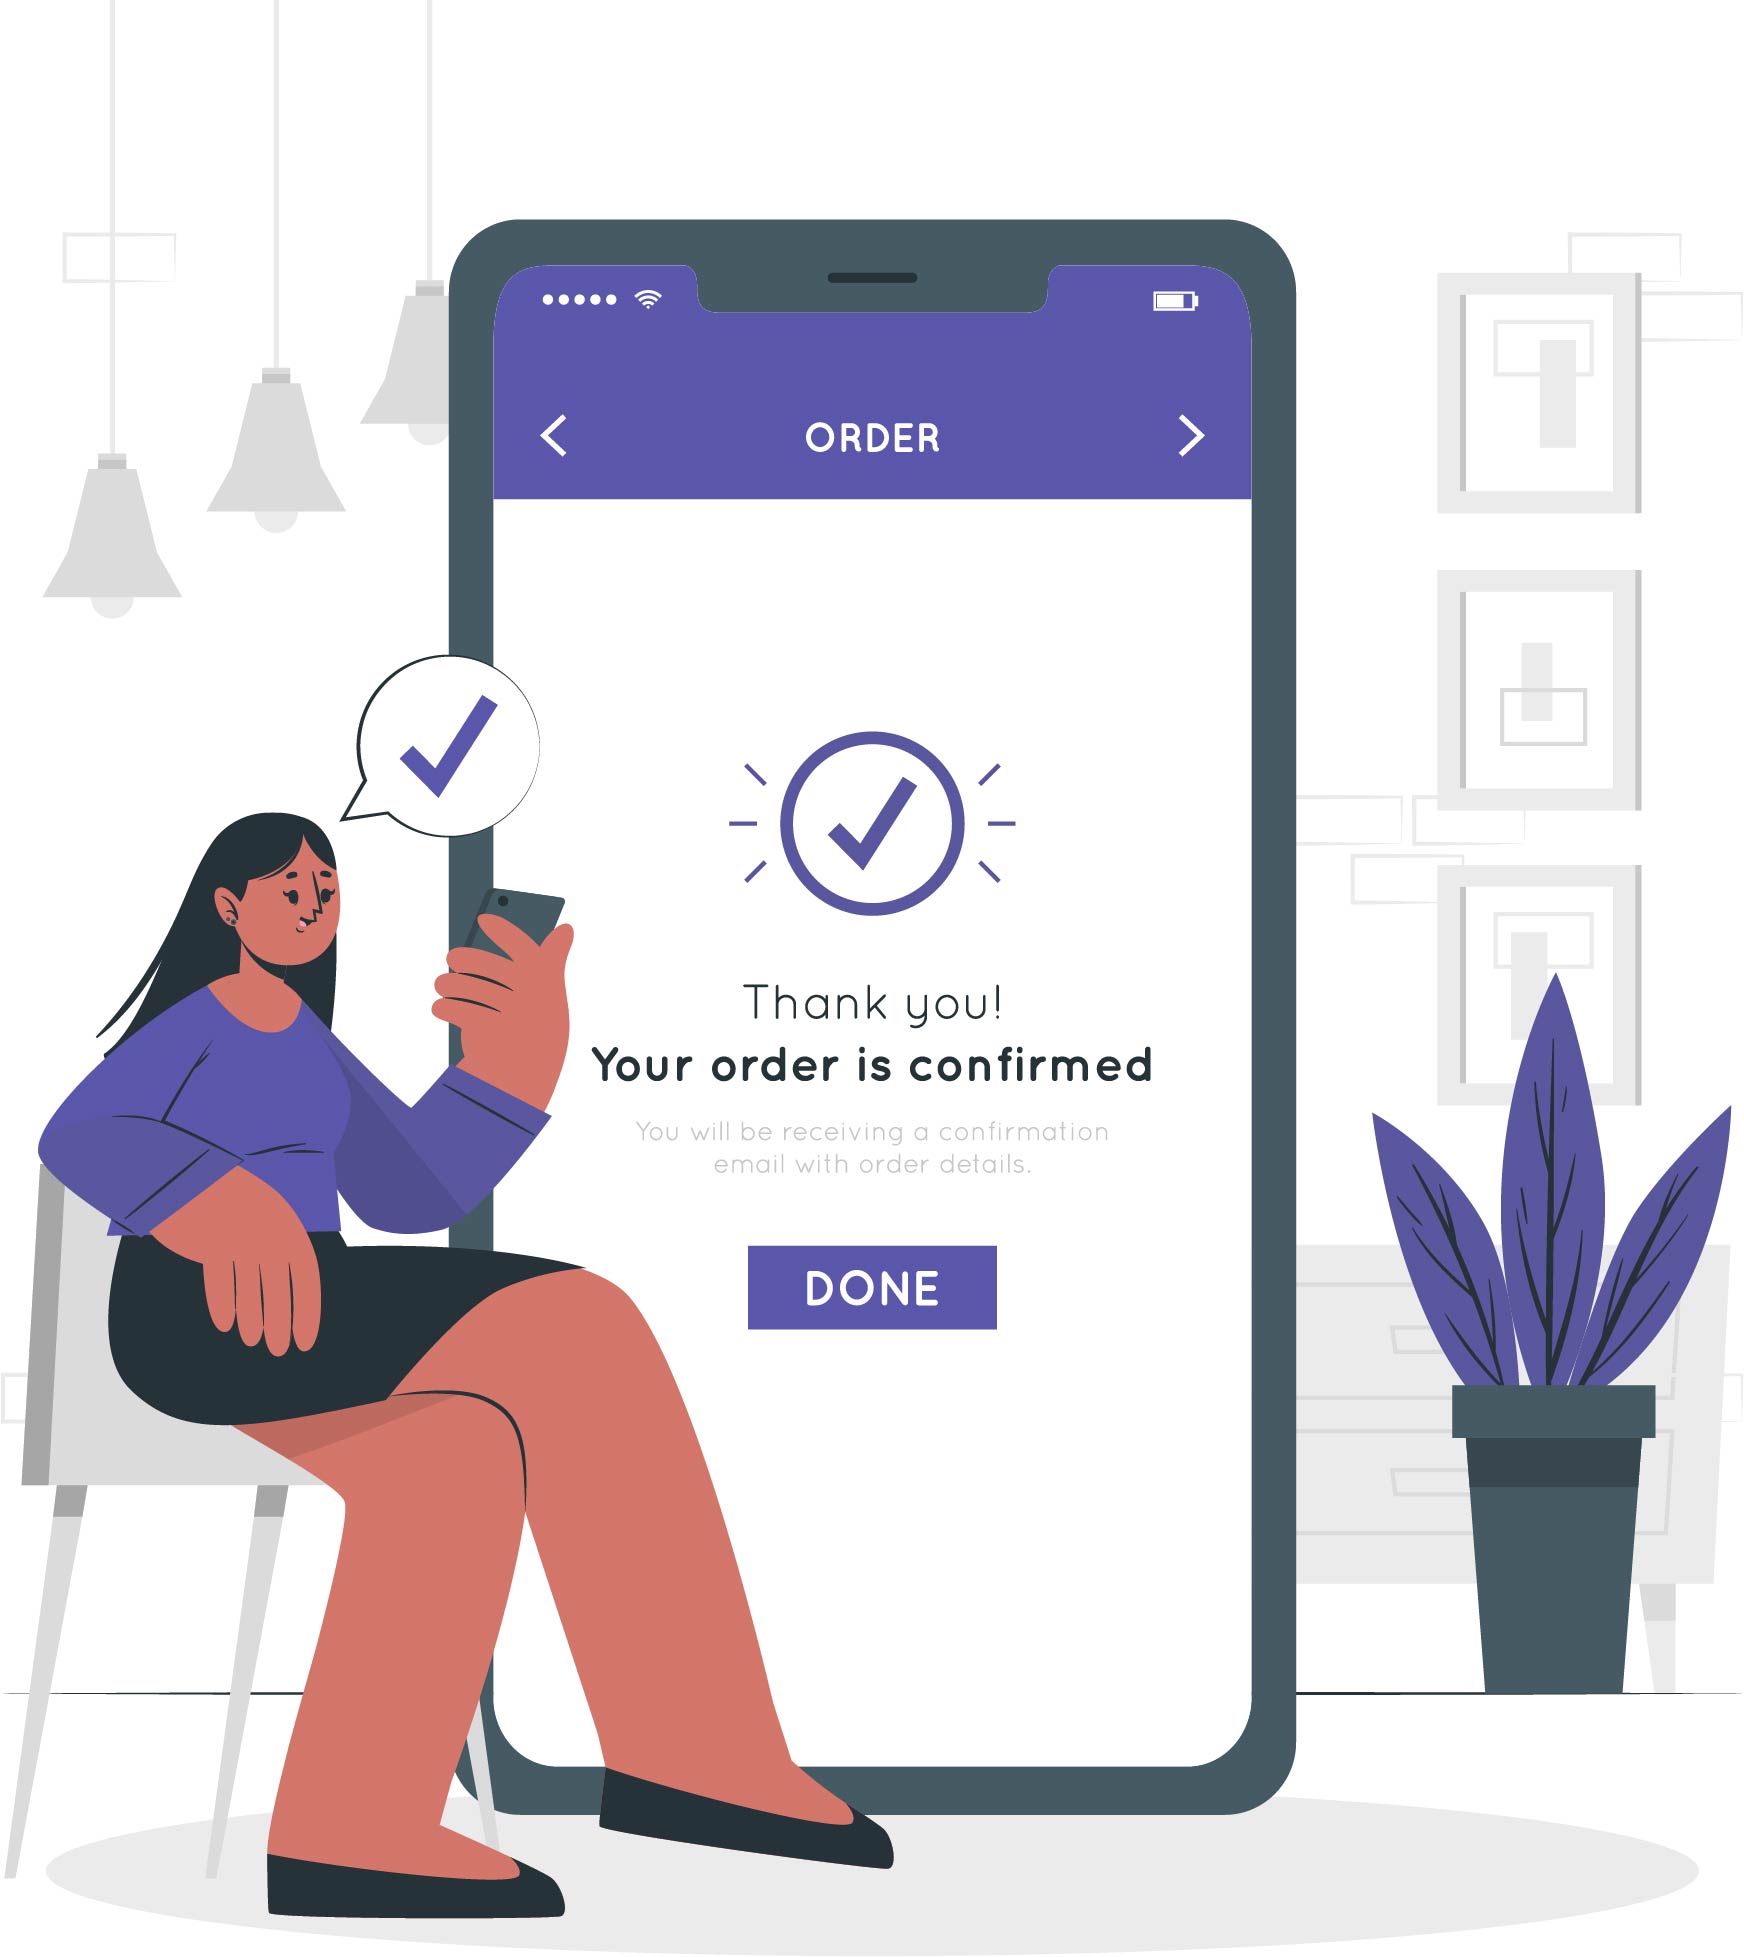 ORDER
Thank you!
Your order is confirmed
You will be receiving a confirmation
email with order details.
DONE